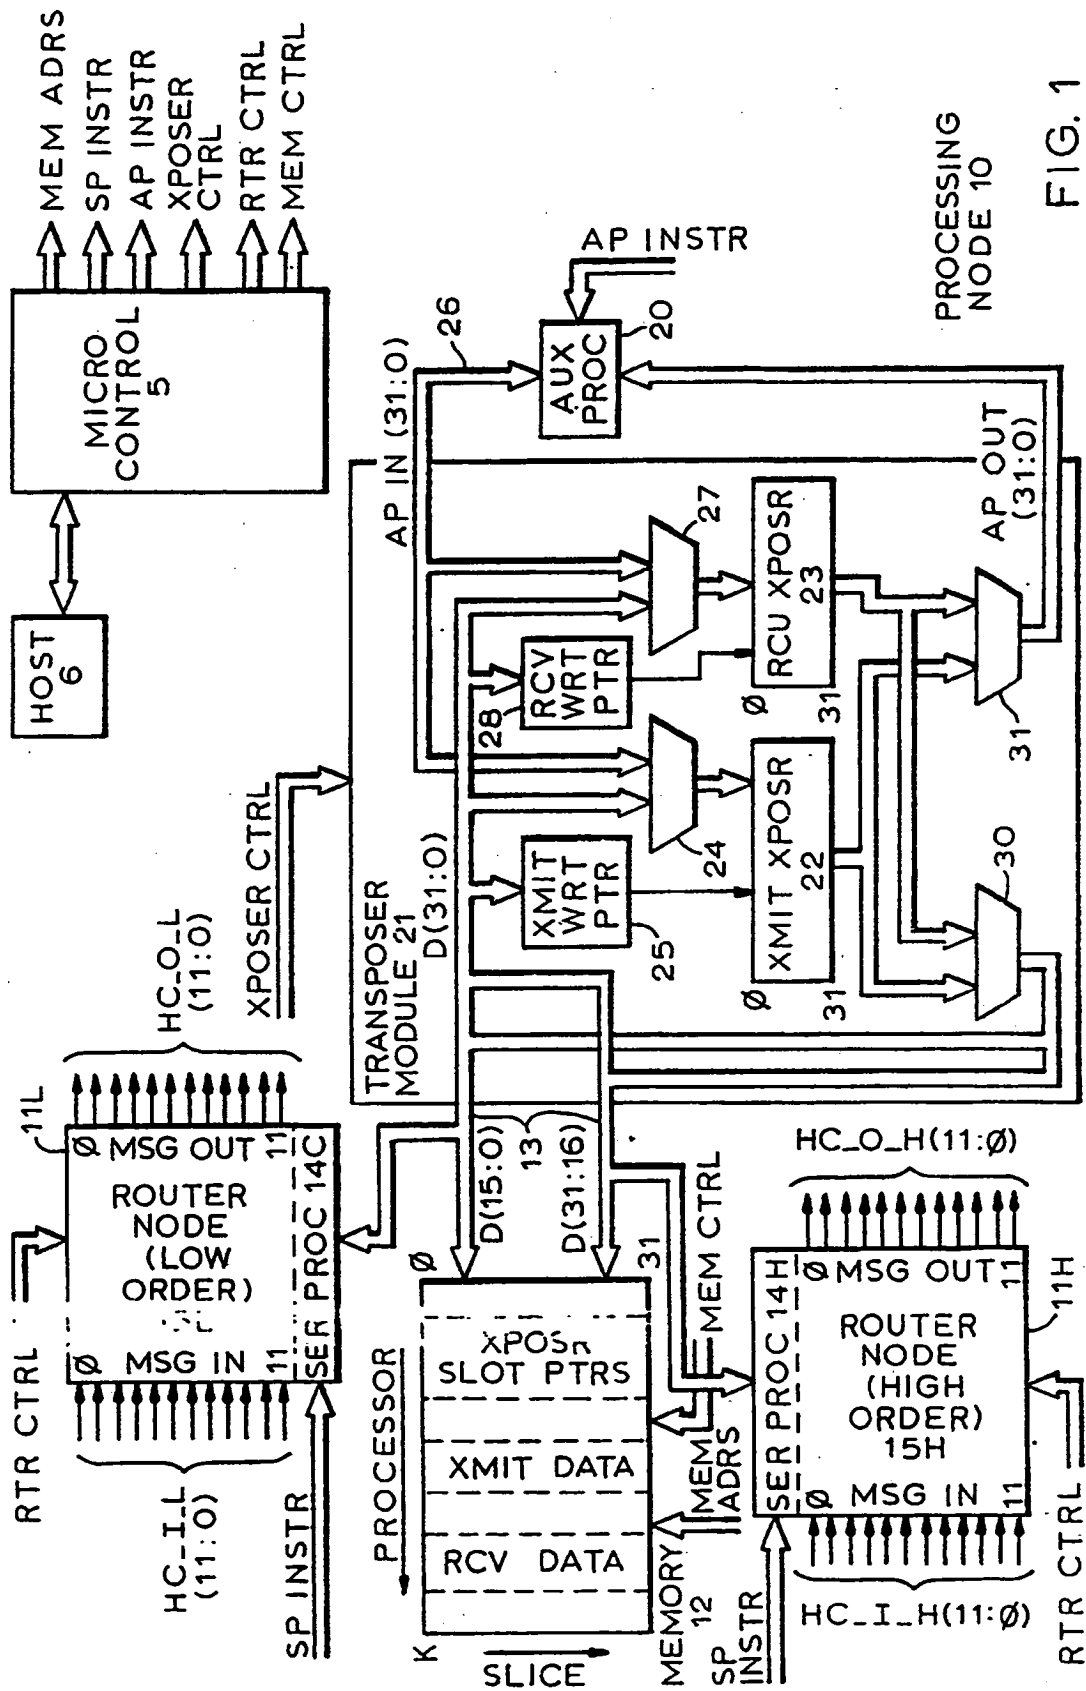 HOST
6
MICRO
CONTROL
5
MEM ADRS
SP INSTR
AP INSTR
XPOSER
CTRL
RTR CTRL
MEM CTRL
RTR CTRL
HC_I_L
(11:0)
SP INSTR
Ø MSG IN 11
ROUTER
NODE
(LOW
ORDER)
Ø MSG OUT 11
SER PROC 14C
11L
HC_O_L
(11:0)
XPOSER CTRL
TRANSPOSER
MODULE 21
D(31:0)
AP IN (31:0)
26
AUX
PROC
20
AP INSTR
PROCESSING
NODE 10
FIG. 1
XMIT
WRT
PTR
25
24
28
RCV
WRT
PTR
27
Ø
XMIT XPOSR
22
31
Ø
RCU XPOSR
23
31
30
31
AP OUT
(31:0)
PROCESSOR
K
SLICE
Ø
31
SLOT PTRS
XMIT DATA
RCV DATA
MEMORY
12
D(15:0)
13
D(31:16)
MEM CTRL
MEM
ADRS
SP
INSTR
SER PROC 14H
Ø MSG IN 11
ROUTER
NODE
(HIGH
ORDER)
15H
Ø MSG OUT 11
11H
HC_I_H(11:Ø)
HC_O_H(11:Ø)
RTR CTRL